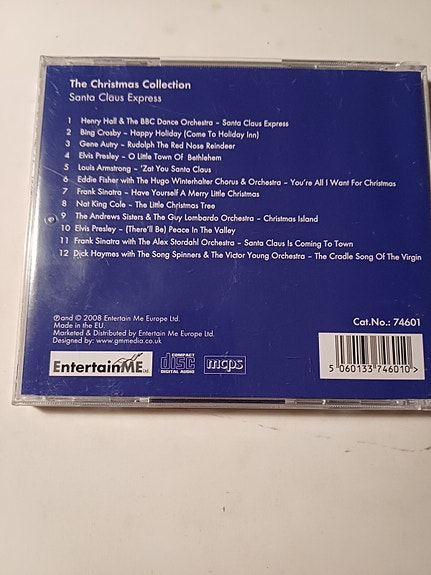 The Christmas Collection
Santa Claus Express
1 Henry Hall & The BBC Dance Orchestra – Santa Claus Express
2 Bing Crosby – Happy Holiday (Come To Holiday Inn)
3 Gene Autry – Rudolph The Red Nose Reindeer
4 Elvis Presley – O Little Town Of Bethlehem
5 Louis Armstrong – 'Zat You Santa Claus
6 Eddie Fisher with The Hugo Winterhalter Chorus & Orchestra – You're All I Want For Christmas
7 Frank Sinatra – Have Yourself A Merry Little Christmas
8 Nat King Cole – The Little Christmas Tree
9 The Andrews Sisters & The Guy Lombardo Orchestra – Christmas Island
10 Elvis Presley – (There'll Be) Peace In The Valley
11 Frank Sinatra with The Alex Stordahl Orchestra – Santa Claus Is Coming To Town
12 Dick Haymes with The Song Spinners & The Victor Young Orchestra – The Cradle Song Of The Virgin
℗ and © 2008 Entertain Me Europe Ltd.
Made in the EU.
Marketed & Distributed by Entertain Me Europe Ltd.
Designed by: www.gmmedia.co.uk
Cat.No.: 74601
EntertainME Ltd.
COMPACT
disc
DIGITAL AUDIO
mcps
5 060133 746010 >